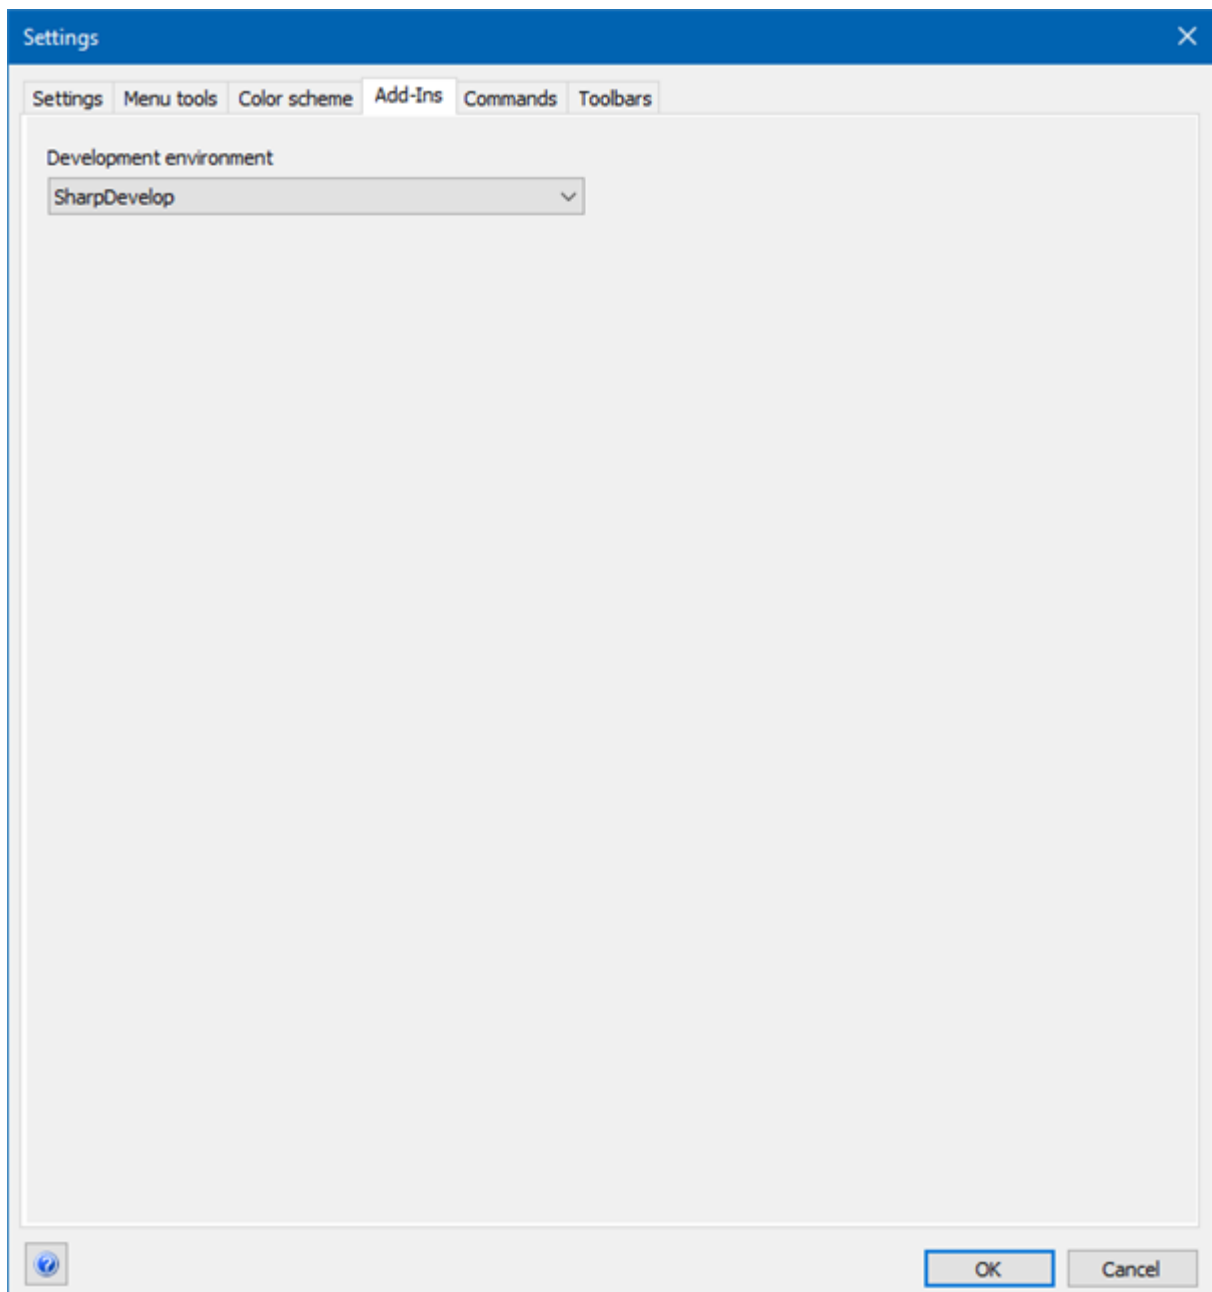 Settings
Settings Menu tools Color scheme Add-Ins Commands Toolbars
Development environment
SharpDevelop
OK Cancel